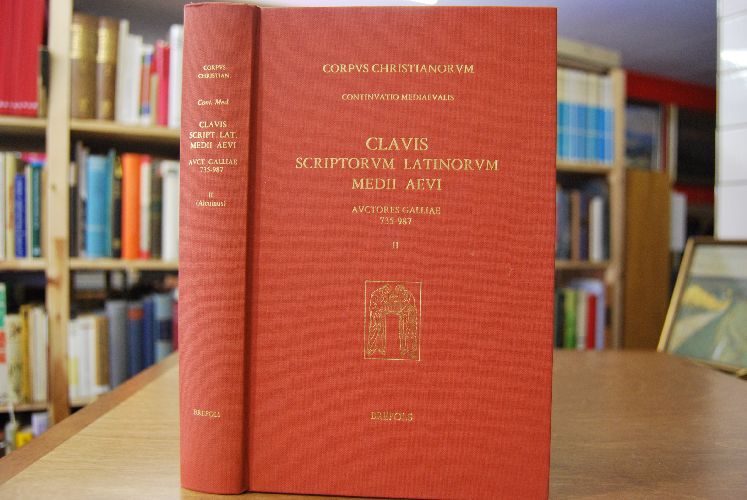 CORPVS
CHRISTIAN.
Cont. Med.
CLAVIS
SCRIPT. LAT.
MEDII AEVI
AVCT. GALLIAE
735-987
II
(Alcuinus)
BREPOLS
CORPVS CHRISTIANORVM
CONTINVATIO MEDIAEVALIS
CLAVIS
SCRIPTORVM LATINORVM
MEDII AEVI
AVCTORES GALLIAE
735-987
II
BREPOLS